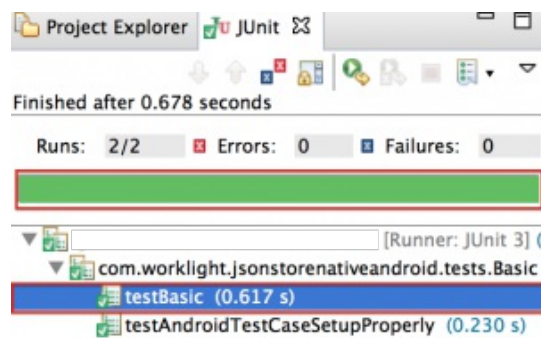 Project Explorer JUnit
Finished after 0.678 seconds
Runs: 2/2 Errors: 0 Failures: 0
[Runner: JUnit 3] (
com.worklight.jsonstorenativeandroid.tests.Basic
testBasic (0.617 s)
testAndroidTestCaseSetupProperly (0.230 s)